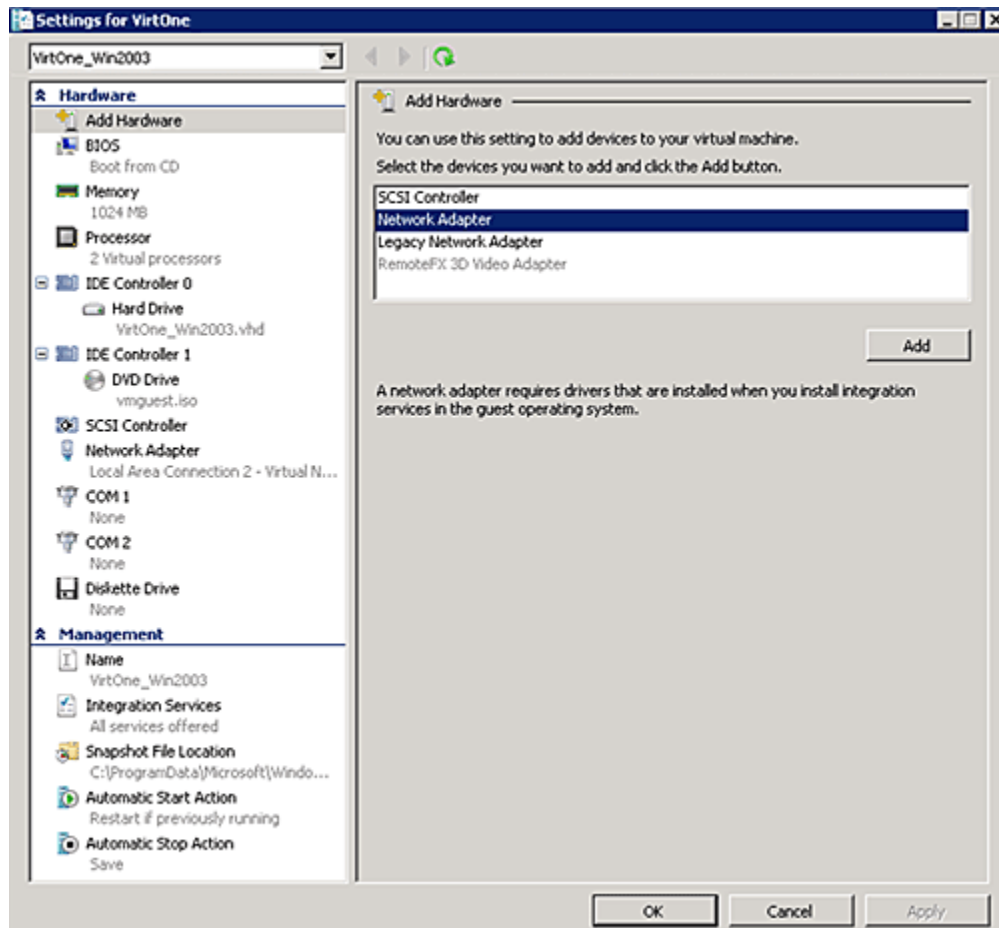 Settings for VirtOne
VirtOne_Win2003
Hardware
Add Hardware
BIOS
Boot from CD
Memory
1024 MB
Processor
2 Virtual processors
IDE Controller 0
Hard Drive
VirtOne_Win2003.vhd
IDE Controller 1
DVD Drive
vmguest.iso
SCSI Controller
Network Adapter
Local Area Connection 2 - Virtual N...
COM 1
None
COM 2
None
Diskette Drive
None
Management
Name
VirtOne_Win2003
Integration Services
All services offered
Snapshot File Location
C:\ProgramData\Microsoft\Windo...
Automatic Start Action
Restart if previously running
Automatic Stop Action
Save
Add Hardware
You can use this setting to add devices to your virtual machine.
Select the devices you want to add and click the Add button.
SCSI Controller
Network Adapter
Legacy Network Adapter
RemoteFX 3D Video Adapter
Add
A network adapter requires drivers that are installed when you install integration
services in the guest operating system.
OK
Cancel
Apply